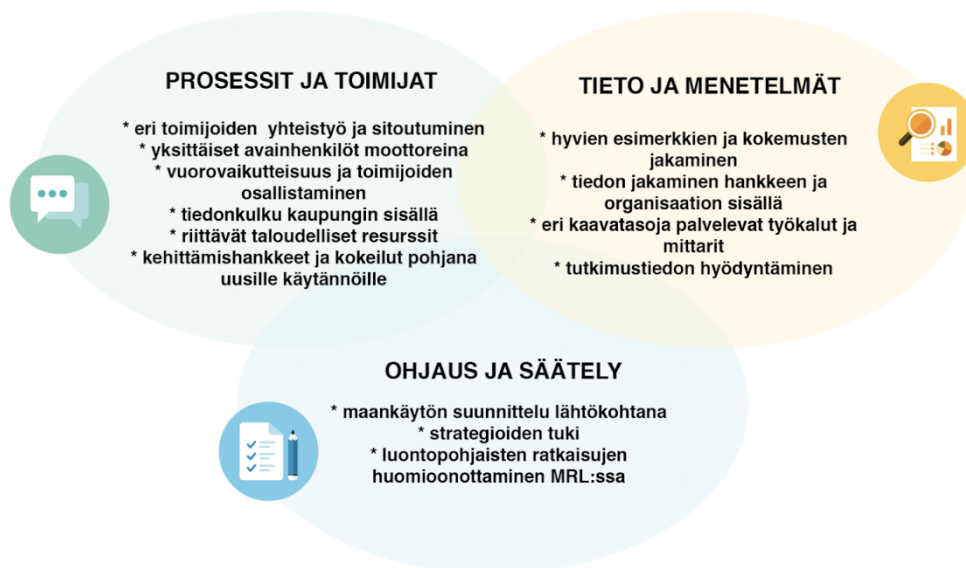 PROSESSIT JA TOIMIJAT
* eri toimijoiden yhteistyö ja sitoutuminen
* yksittäiset avainhenkilöt moottoreina
* vuorovaikutteisuus ja toimijoiden
osallistaminen
* tiedonkulku kaupungin sisällä
* riittävät taloudelliset resurssit
* kehittämishankkeet ja kokeilut pohjana
uusille käytännöille
TIETO JA MENETELMÄT
* hyvien esimerkkien ja kokemusten
jakaminen
* tiedon jakaminen hankkeen ja
organisaation sisällä
* eri kaavatasoja palvelevat työkalut ja
mittarit
* tutkimustiedon hyödyntäminen
OHJAUS JA SÄÄTELY
* maankäytön suunnittelu lähtökohtana
* strategioiden tuki
* luontopohjaisten ratkaisujen
huomioonottaminen MRL:ssa